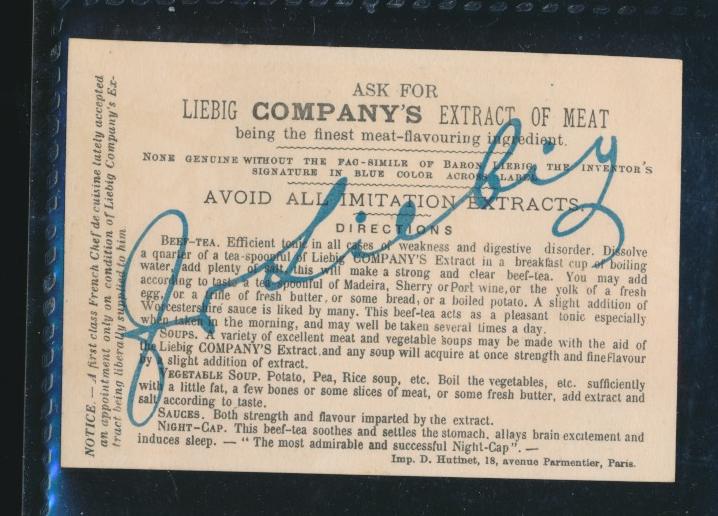 ASK FOR
LIEBIG COMPANY'S EXTRACT OF MEAT
being the finest meat-flavouring ingredient.
NONE GENUINE WITHOUT THE FAC-SIMILE OF BARON LIEBIG, THE INVENTOR'S
SIGNATURE IN BLUE COLOR ACROSS LABEL
AVOID ALL IMITATION EXTRACTS.
DIRECTIONS
BEEF-TEA. Efficient tonic in all cases of weakness and digestive disorder. Dissolve
a quarter of a tea-spoonful of Liebig COMPANY'S Extract in a breakfast cup of boiling
water, add plenty of salt, this will make a strong and clear beef-tea. You may add
according to taste a tea-spoonful of Madeira, Sherry or Port wine, or the yolk of a fresh
egg, or a trifle of fresh butter, or some bread, or a boiled potato. A slight addition of
Worcestershire sauce is liked by many. This beef-tea acts as a pleasant tonic especially
when taken in the morning, and may well be taken several times a day.
SOUPS. A variety of excellent meat and vegetable soups may be made with the aid of
the Liebig COMPANY'S Extract and any soup will acquire at once strength and fine flavour
by a slight addition of extract.
VEGETABLE SOUP. Potato, Pea, Rice soup, etc. Boil the vegetables, etc. sufficiently
with a little fat, a few bones or some slices of meat, or some fresh butter, add extract and
salt according to taste.
SAUCES. Both strength and flavour imparted by the extract.
NIGHT-CAP. This beef-tea soothes and settles the stomach, allays brain excitement and
induces sleep. — "The most admirable and successful Night-Cap". —
Imp. D. Hutinet, 18, avenue Parmentier, Paris.
NOTICE. — A first class French Chef de cuisine lately accepted
an appointment only on condition of Liebig Company's Ex-
tract being liberally supplied to him.
J v Liebig